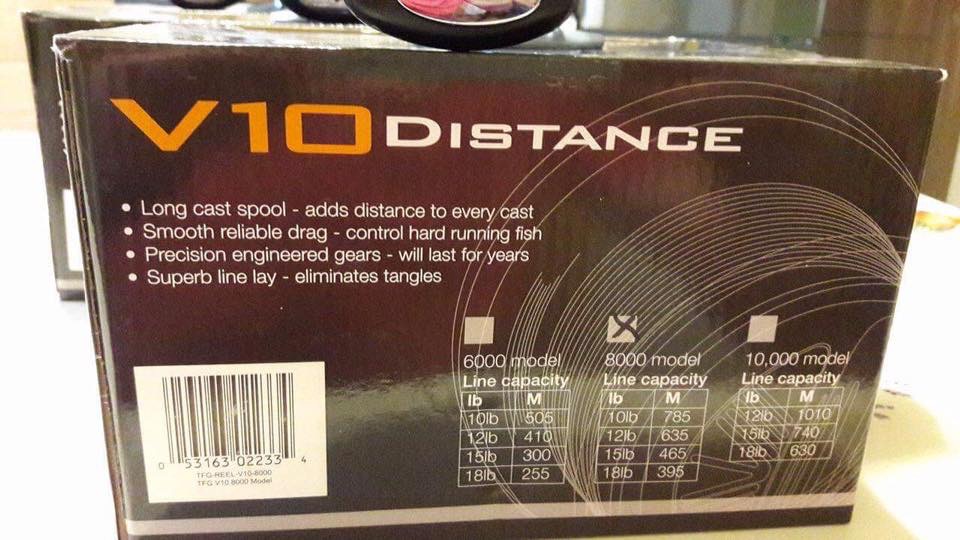 V10 DISTANCE
• Long cast spool - adds distance to every cast
• Smooth reliable drag - control hard running fish
• Precision engineered gears - will last for years
• Superb line lay - eliminates tangles
6000 model
Line capacity
lb M
10lb 505
12lb 410
15lb 300
18lb 255
8000 model
Line capacity
lb M
10lb 785
12lb 635
15lb 465
18lb 395
10,000 model
Line capacity
lb M
12lb 1010
15lb 740
18lb 630
0 53163 02233 4
TFG-REEL-V10-8000
TFG V10 8000 Model